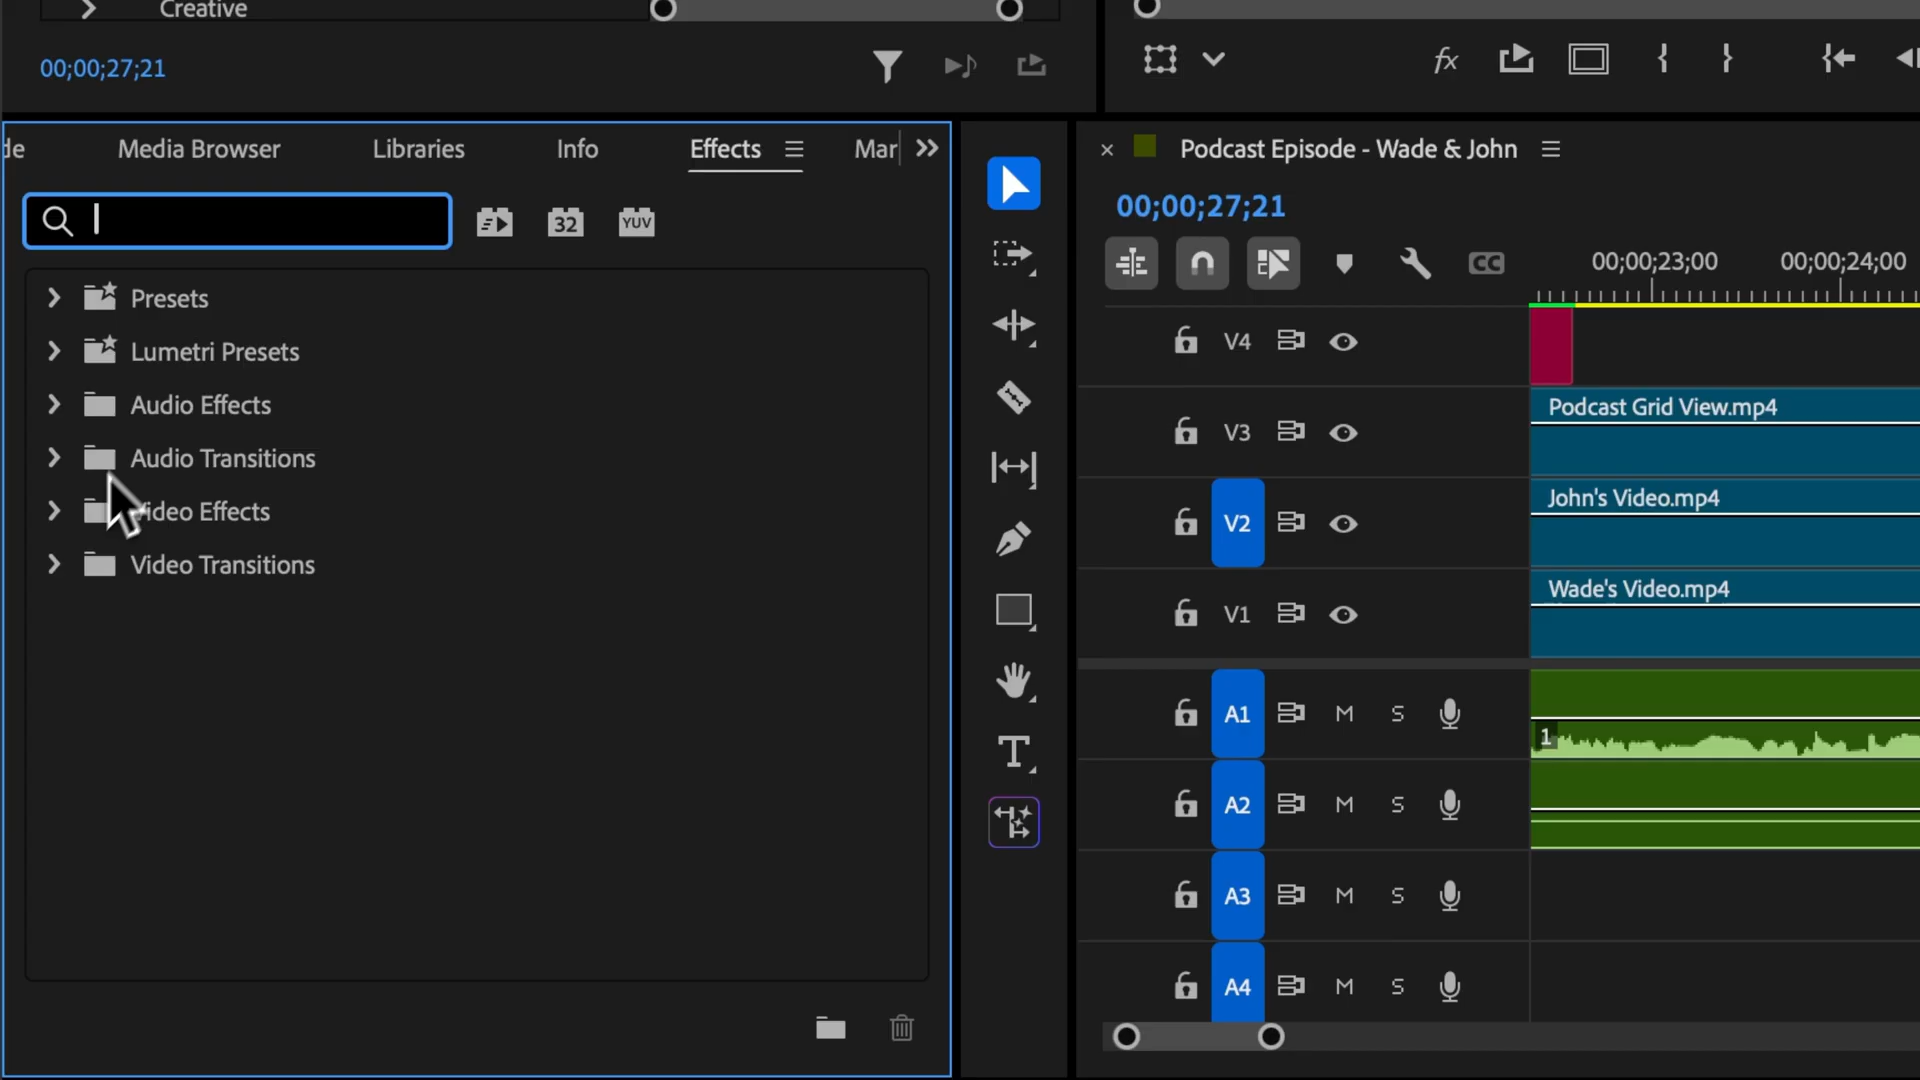 Creative
00;00;27;21
fx
de
Media Browser
Libraries
Info
Effects
Mar
32
YUV
Presets
Lumetri Presets
Audio Effects
Audio Transitions
ideo Effects
Video Transitions
T
Podcast Episode - Wade & John
00;00;27;21
CC
00;00;23;00
00;00;24;00
V4
V3
Podcast Grid View.mp4
V2
John's Video.mp4
V1
Wade's Video.mp4
A1
M
S
1
A2
M
S
A3
M
S
A4
M
S